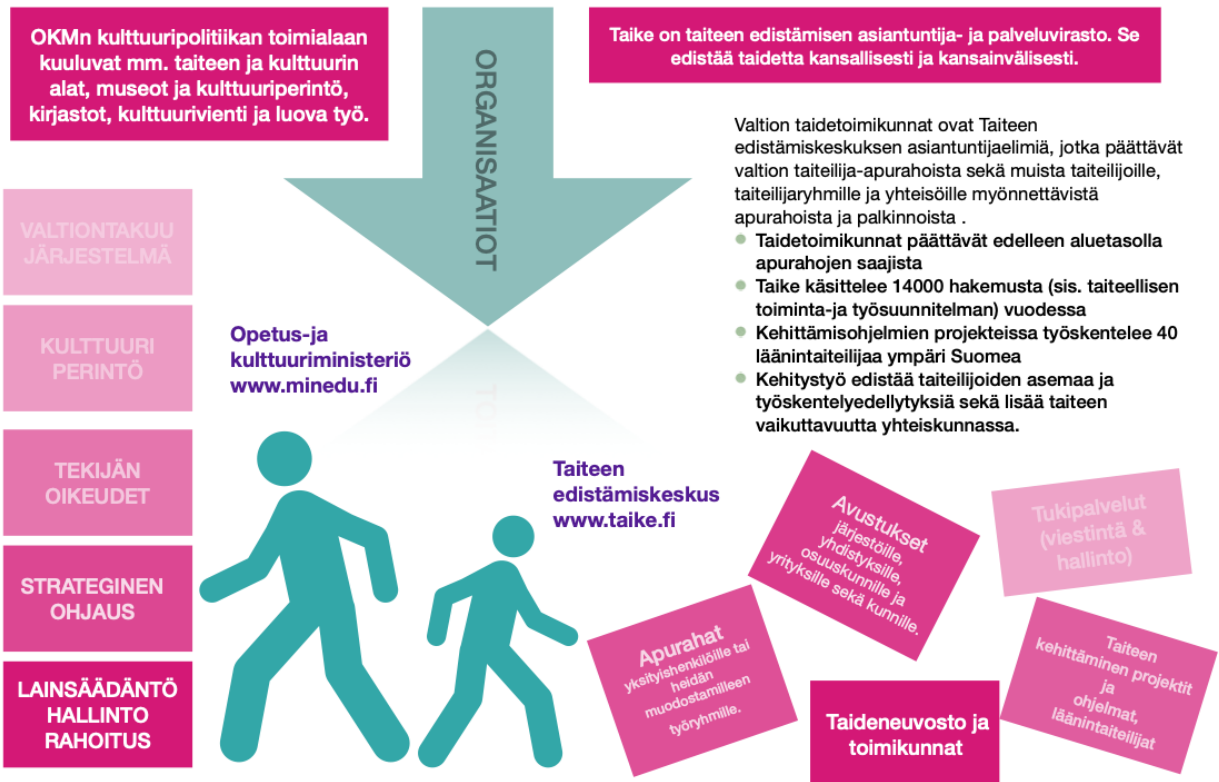 OKMn kulttuuripolitiikan toimialaan
kuuluvat mm. taiteen ja kulttuurin
alat, museot ja kulttuuriperintö,
kirjastot, kulttuurivienti ja luova työ.
ORGANISAATIOT
Taike on taiteen edistämisen asiantuntija- ja palveluvirasto. Se
edistää taidetta kansallisesti ja kansainvälisesti.
Valtion taidetoimikunnat ovat Taiteen
edistämiskeskuksen asiantuntijaelimiä, jotka päättävät
valtion taiteilija-apurahoista sekä muista taiteilijoille,
taiteilijaryhmille ja yhteisöille myönnettävistä
apurahoista ja palkinnoista .
Taidetoimikunnat päättävät edelleen aluetasolla
apurahojen saajista
Taike käsittelee 14000 hakemusta (sis. taiteellisen
toiminta-ja työsuunnitelman) vuodessa
Kehittämisohjelmien projekteissa työskentelee 40
läänintaiteilijaa ympäri Suomea
Kehitystyö edistää taiteilijoiden asemaa ja
työskentelyedellytyksiä sekä lisää taiteen
vaikuttavuutta yhteiskunnassa.
VALTIONTAKUU
JÄRJESTELMÄ
KULTTUURI
PERINTÖ
TEKIJÄN
OIKEUDET
STRATEGINEN
OHJAUS
LAINSÄÄDÄNTÖ
HALLINTO
RAHOITUS
Opetus-ja
kulttuuriministeriö
www.minedu.fi
Taiteen
edistämiskeskus
www.taike.fi
Avustukset
järjestöille,
yhdistyksille,
osuuskunnille ja
yrityksille sekä kunnille.
Tukipalvelut
(viestintä &
hallinto)
Apurahat
yksityishenkilöille tai
heidän
muodostamilleen
työryhmille.
Taideneuvosto ja
toimikunnat
Taiteen
kehittäminen projektit
ja
ohjelmat,
läänintaiteilijat